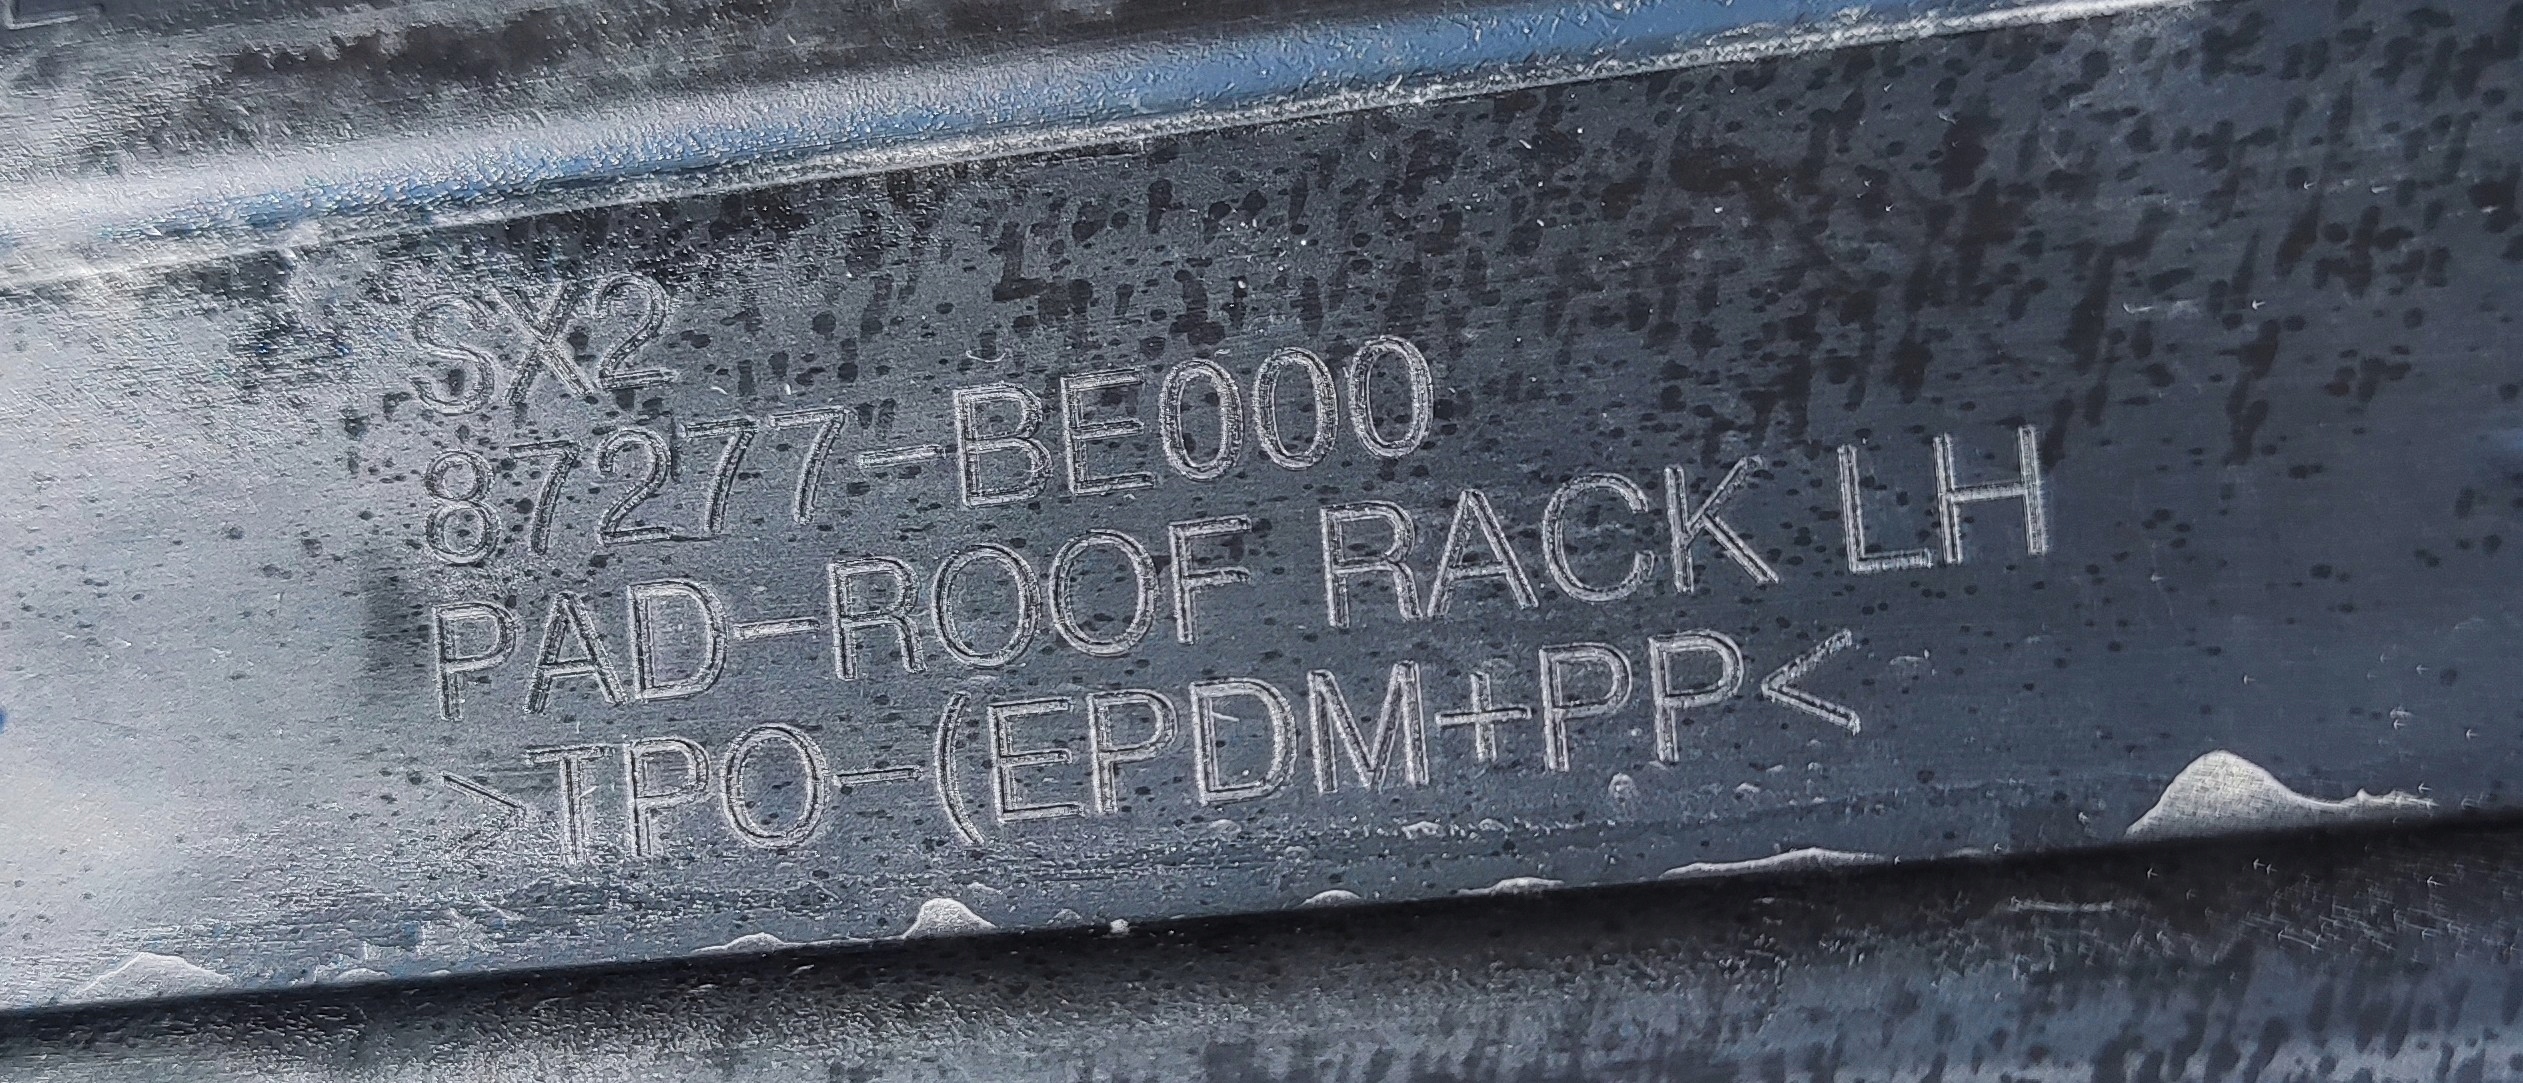 SX2
87277-BE000
PAD-ROOF RACK LH
>TPO-(EPDM+PP<